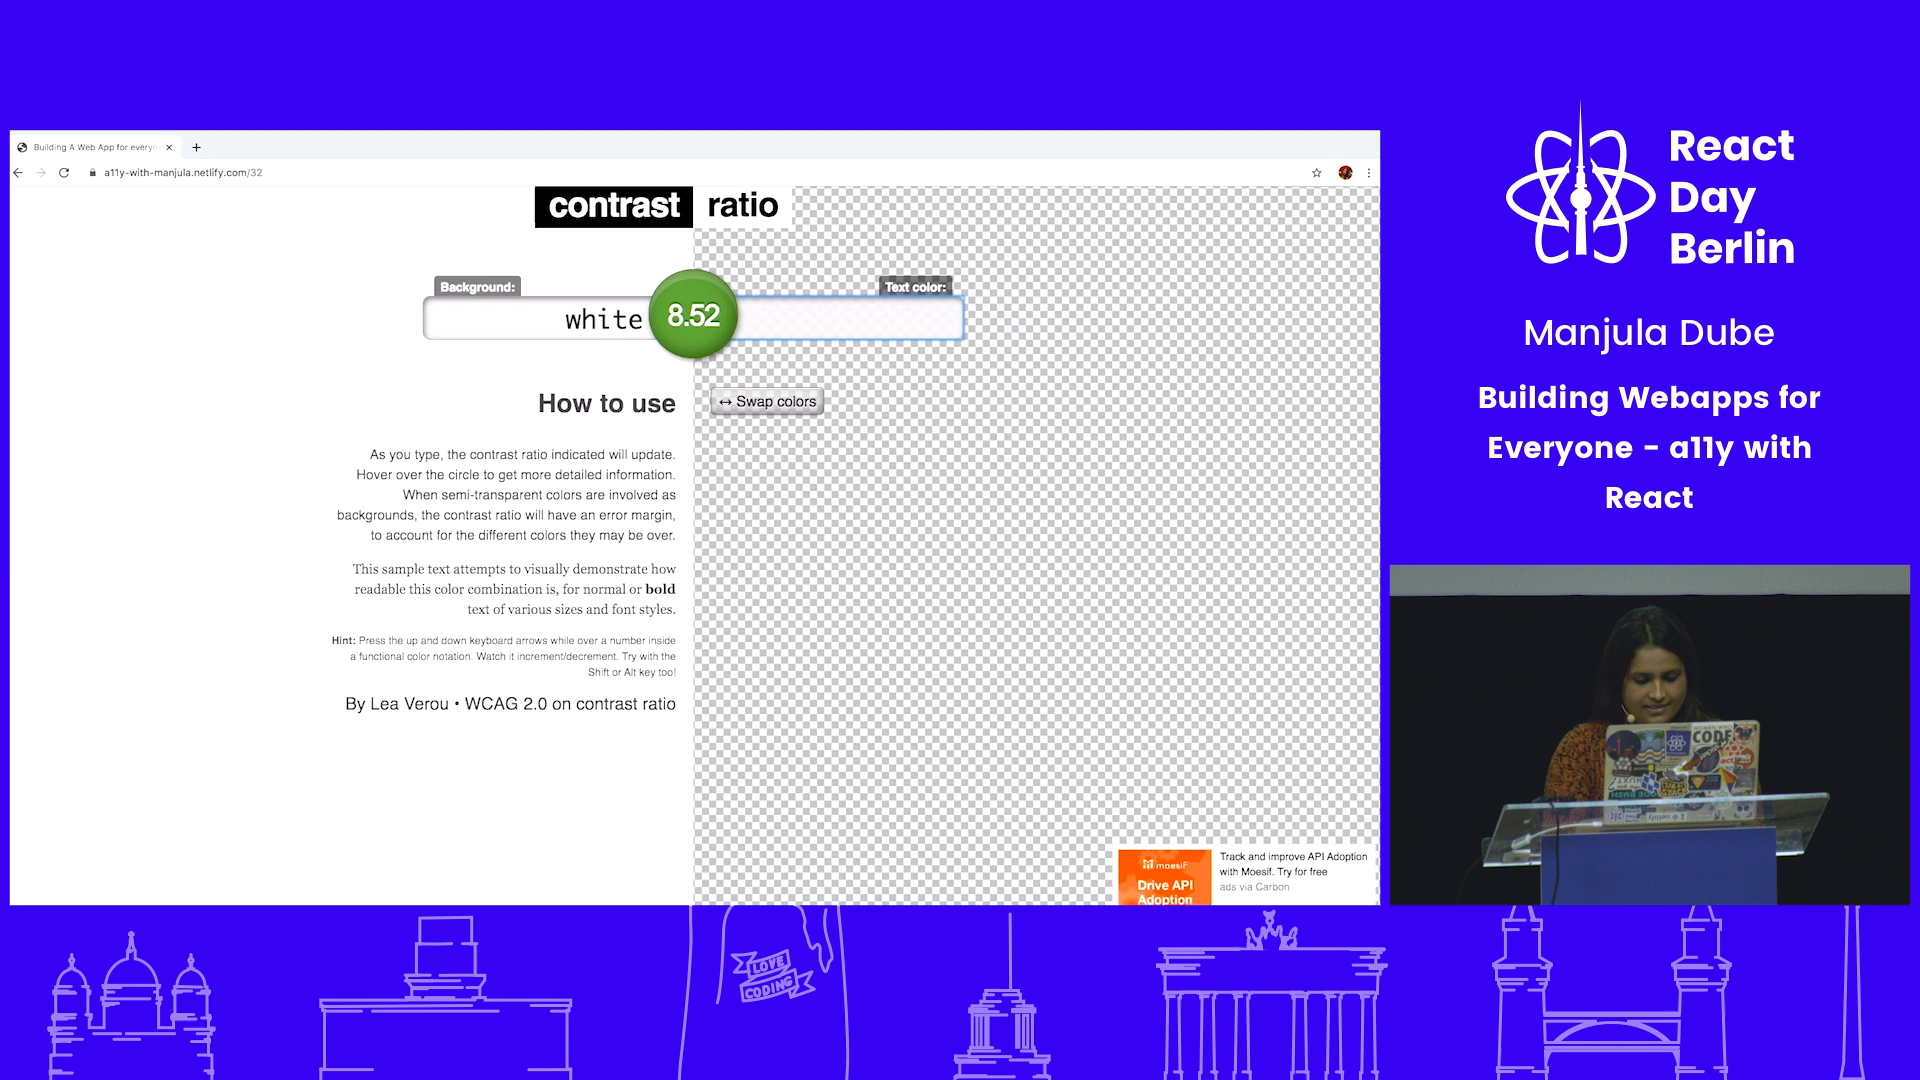 Building A Web App for everyo
a11y-with-manjula.netlify.com/32
contrast ratio
Background:
Text color:
white
8.52
How to use
↔ Swap colors
As you type, the contrast ratio indicated will update.
Hover over the circle to get more detailed information.
When semi-transparent colors are involved as
backgrounds, the contrast ratio will have an error margin,
to account for the different colors they may be over.
This sample text attempts to visually demonstrate how
readable this color combination is, for normal or bold
text of various sizes and font styles.
Hint: Press the up and down keyboard arrows while over a number inside
a functional color notation. Watch it increment/decrement. Try with the
Shift or Alt key too!
By Lea Verou • WCAG 2.0 on contrast ratio
moesif
Drive API
Adoption
Track and improve API Adoption
with Moesif. Try for free
ads via Carbon
React
Day
Berlin
Manjula Dube
Building Webapps for
Everyone - a11y with
React
CODE
LOVE
CODING